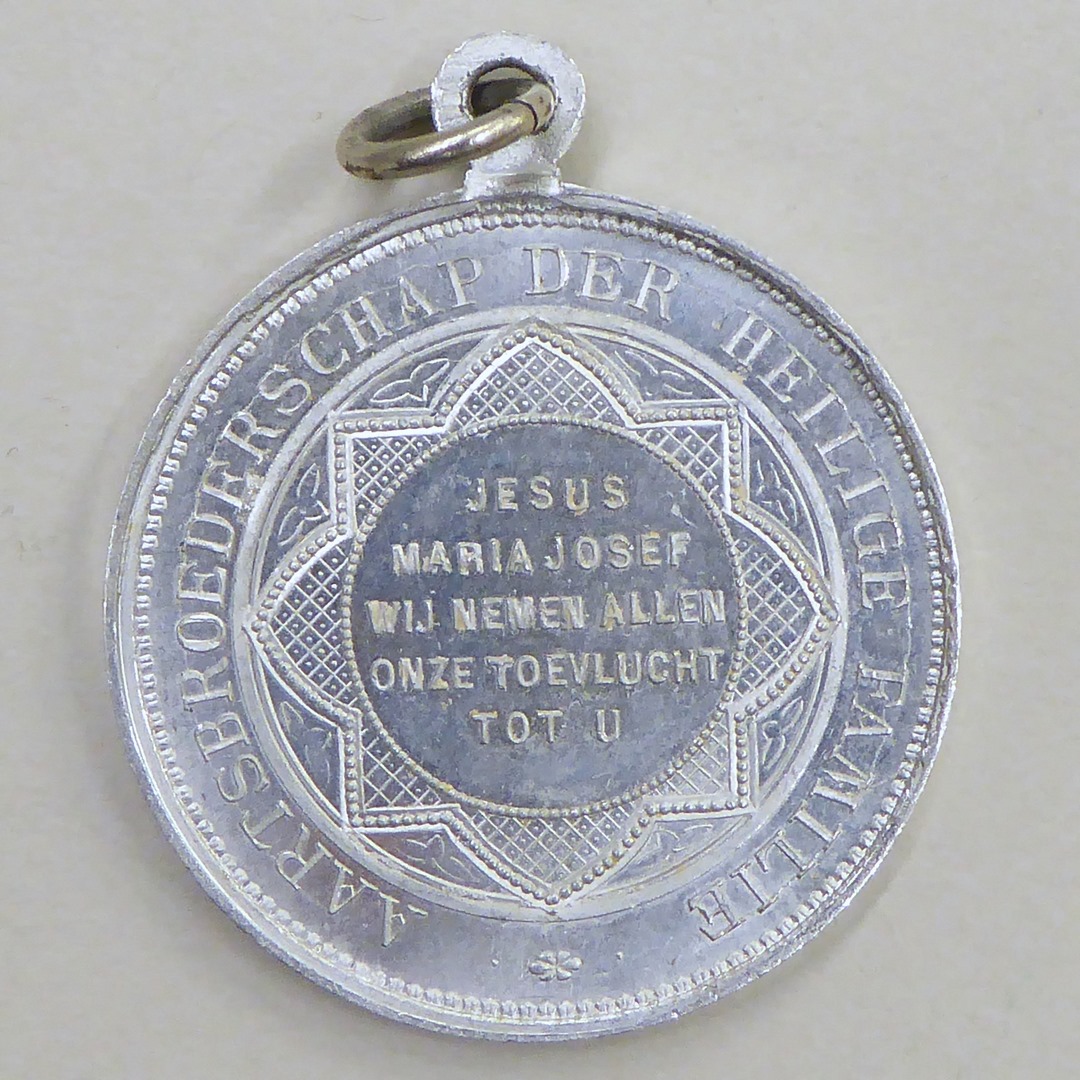 AARTSBROEDERSCHAP DER HEILIGE FAMILIE
JESUS
MARIA JOSEF
WIJ NEMEN ALLEN
ONZE TOEVLUCHT
TOT U